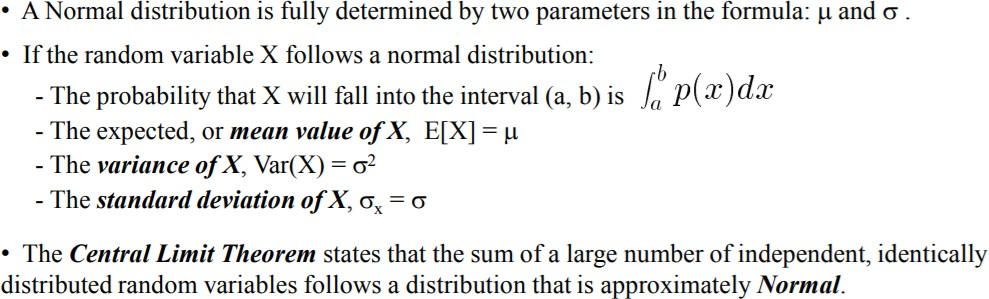 • A Normal distribution is fully determined by two parameters in the formula: μ and σ .
• If the random variable X follows a normal distribution:
- The probability that X will fall into the interval (a, b) is ∫ₐᵇ p(x)dx
- The expected, or mean value of X, E[X] = μ
- The variance of X, Var(X) = σ²
- The standard deviation of X, σₓ = σ
• The Central Limit Theorem states that the sum of a large number of independent, identically
distributed random variables follows a distribution that is approximately Normal.